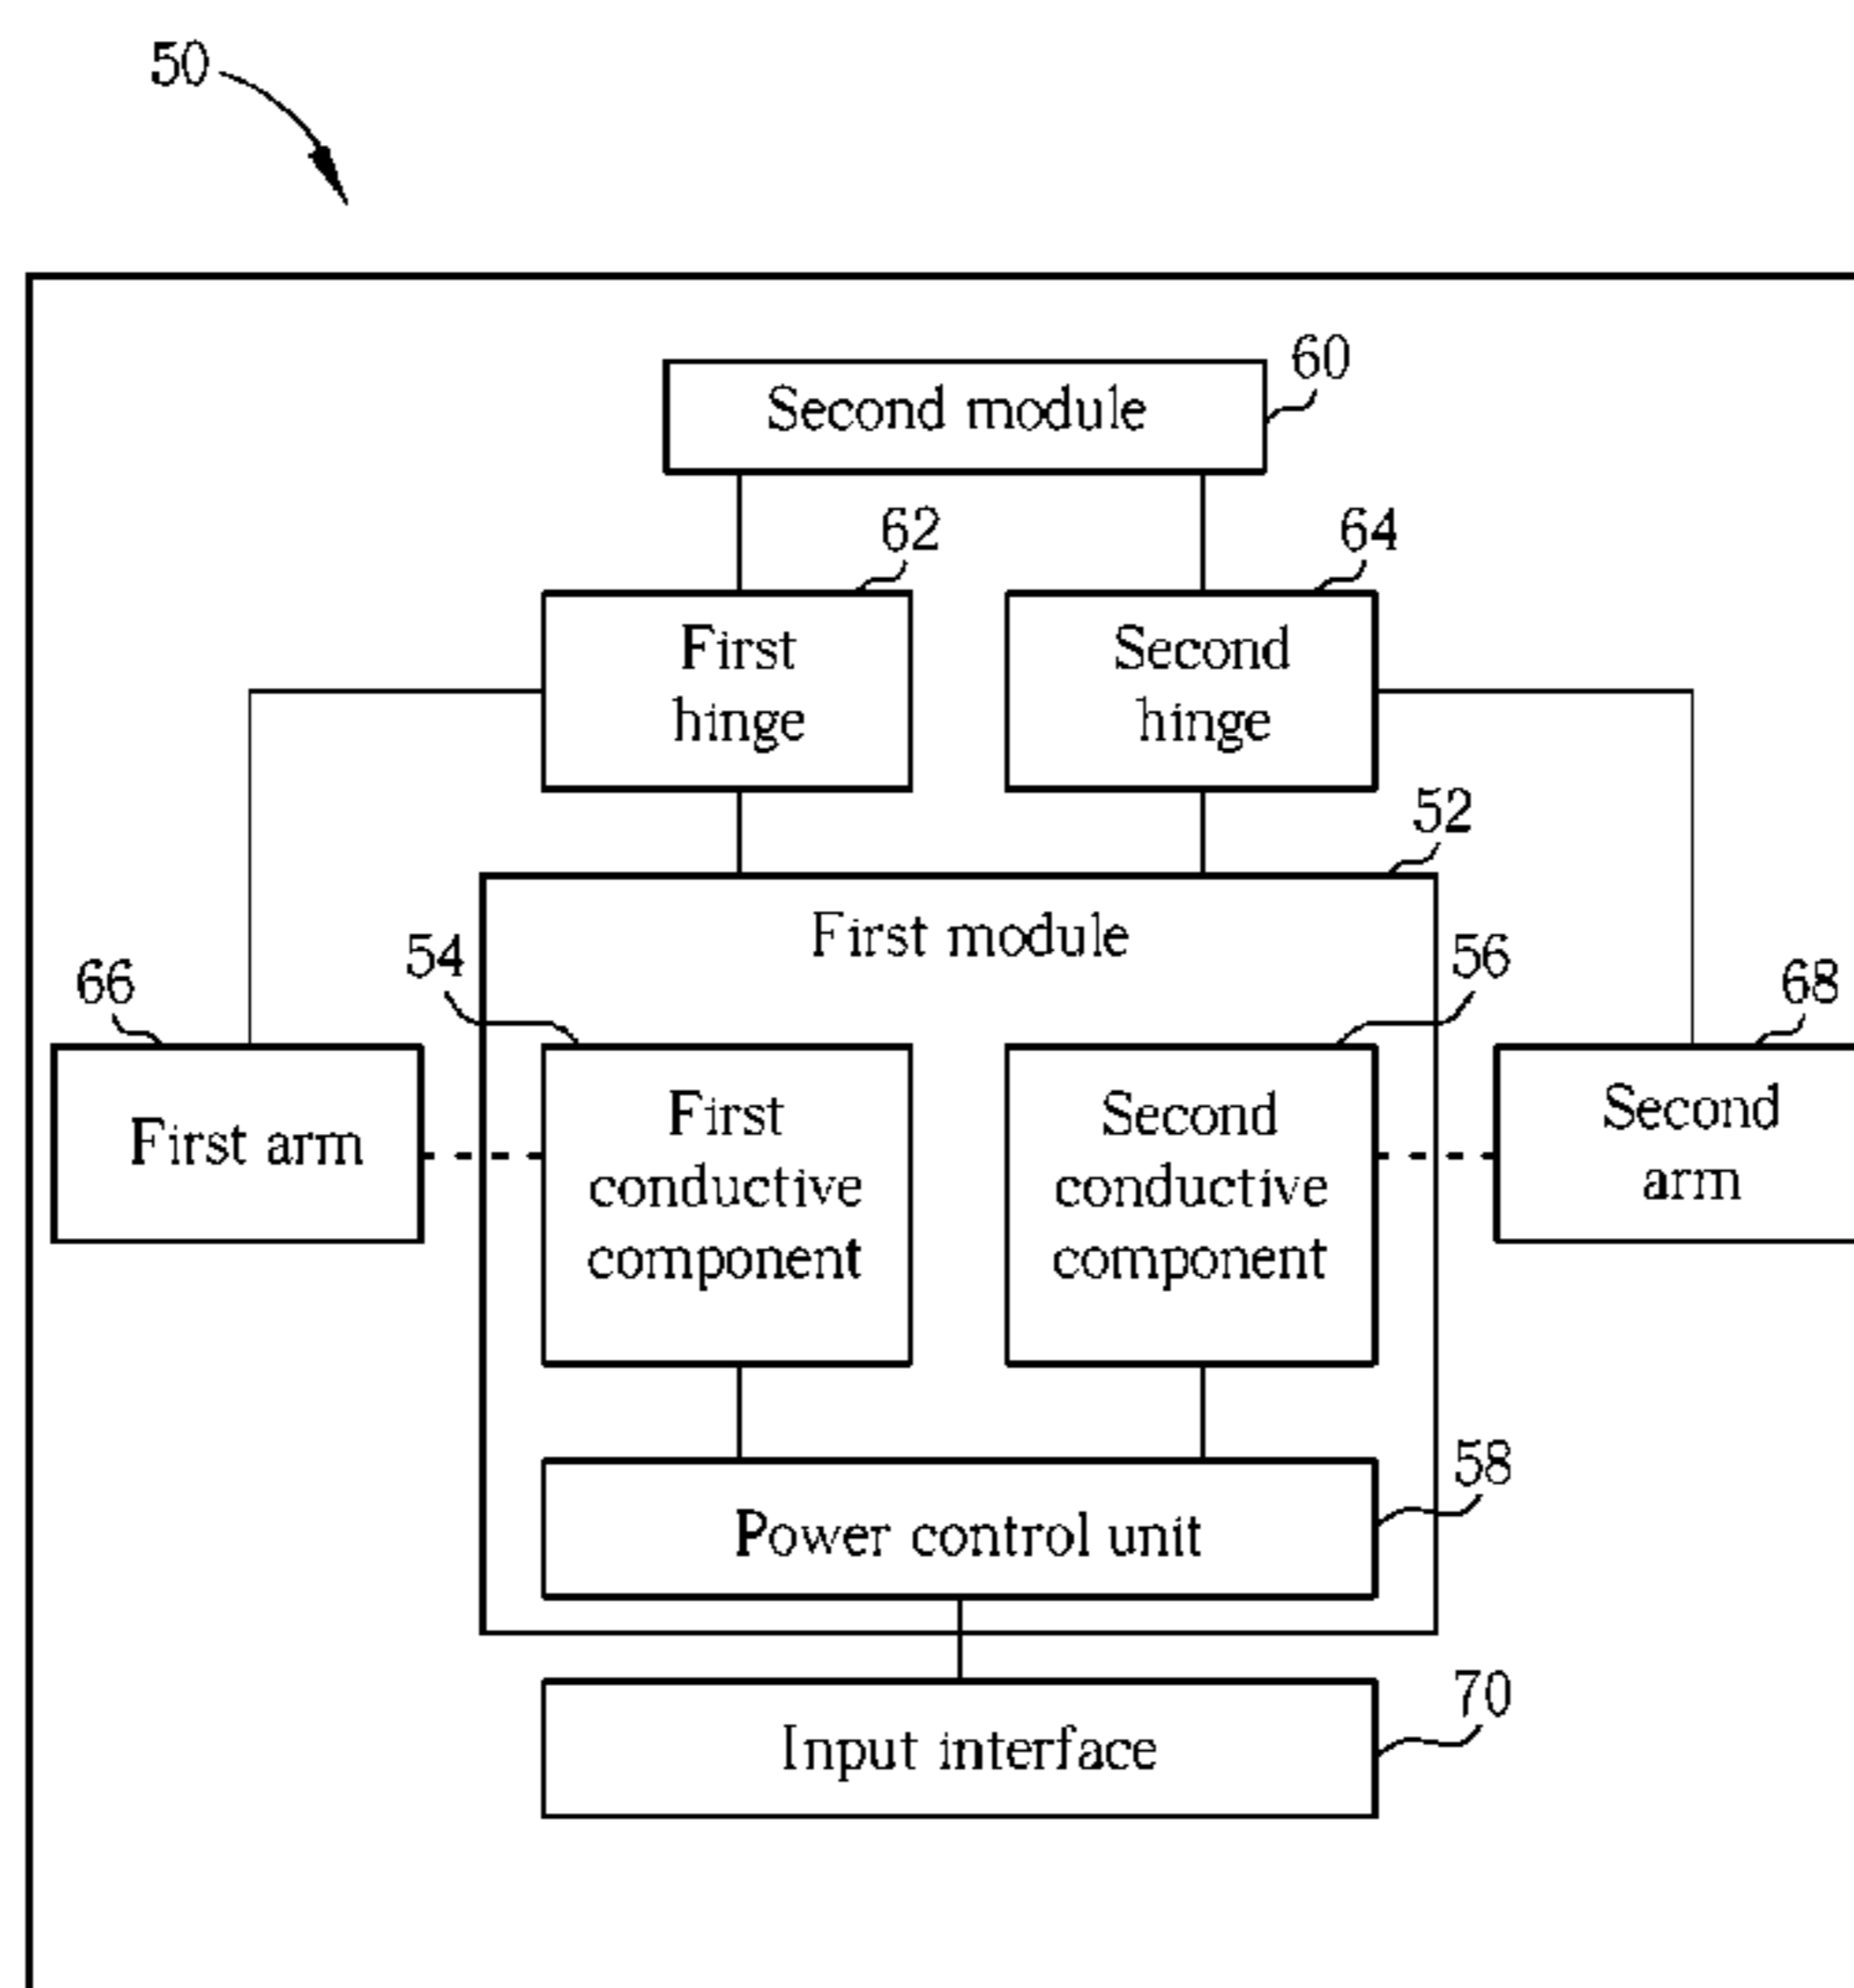 50
60
Second module
62
64
First
hinge
Second
hinge
52
First module
54
56
66
68
First arm
First
conductive
component
Second
conductive
component
Second
arm
58
Power control unit
70
Input interface